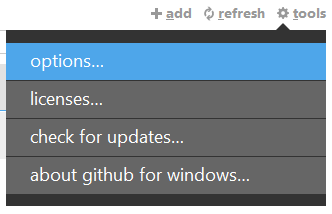 add refresh tools
options...
licenses...
check for updates...
about github for windows...